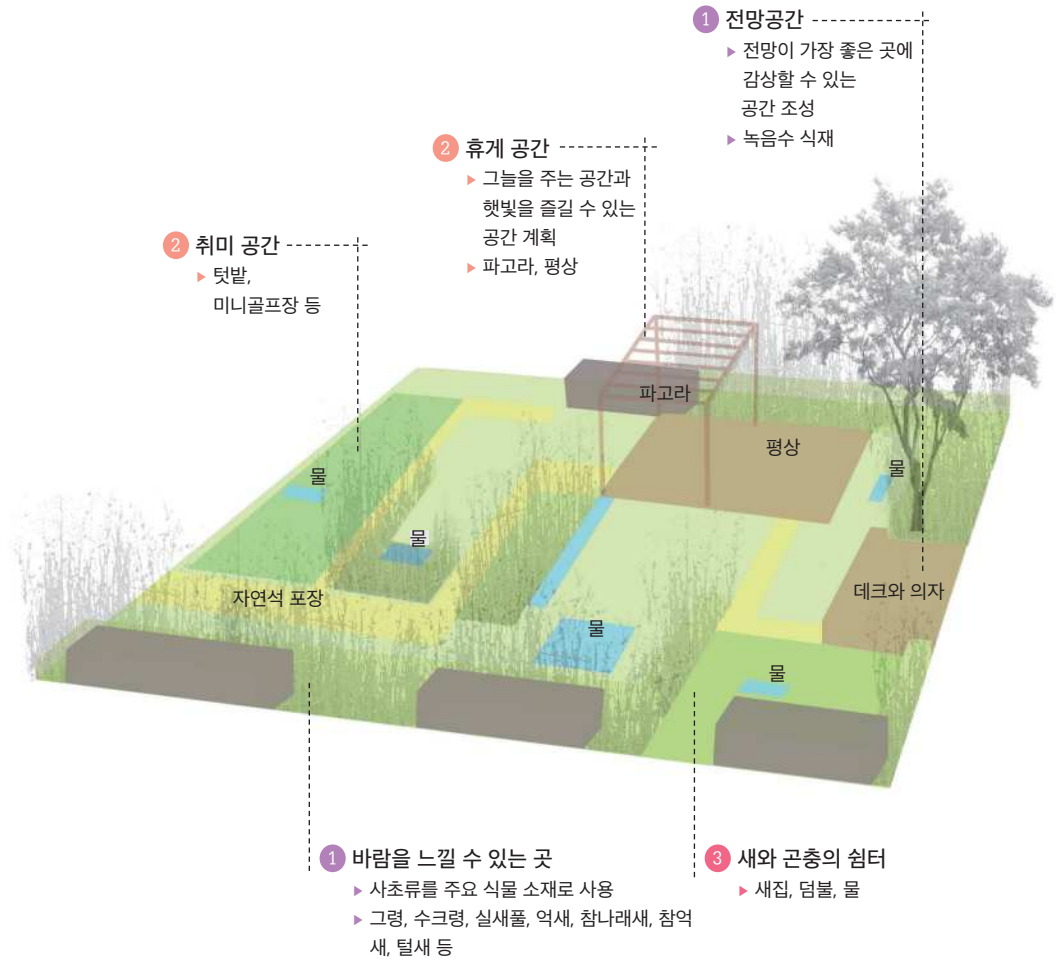 1 전망공간
▶ 전망이 가장 좋은 곳에
감상할 수 있는
공간 조성
▶ 녹음수 식재
2 휴게 공간
▶ 그늘을 주는 공간과
햇빛을 즐길 수 있는
공간 계획
▶ 파고라, 평상
2 취미 공간
▶ 텃밭,
미니골프장 등
파고라
평상
물
물
물
자연석 포장
데크와 의자
물
물
1 바람을 느낄 수 있는 곳
▶ 사초류를 주요 식물 소재로 사용
▶ 그령, 수크령, 실새풀, 억새, 참나래새, 참억
새, 털새 등
3 새와 곤충의 쉼터
▶ 새집, 덤불, 물